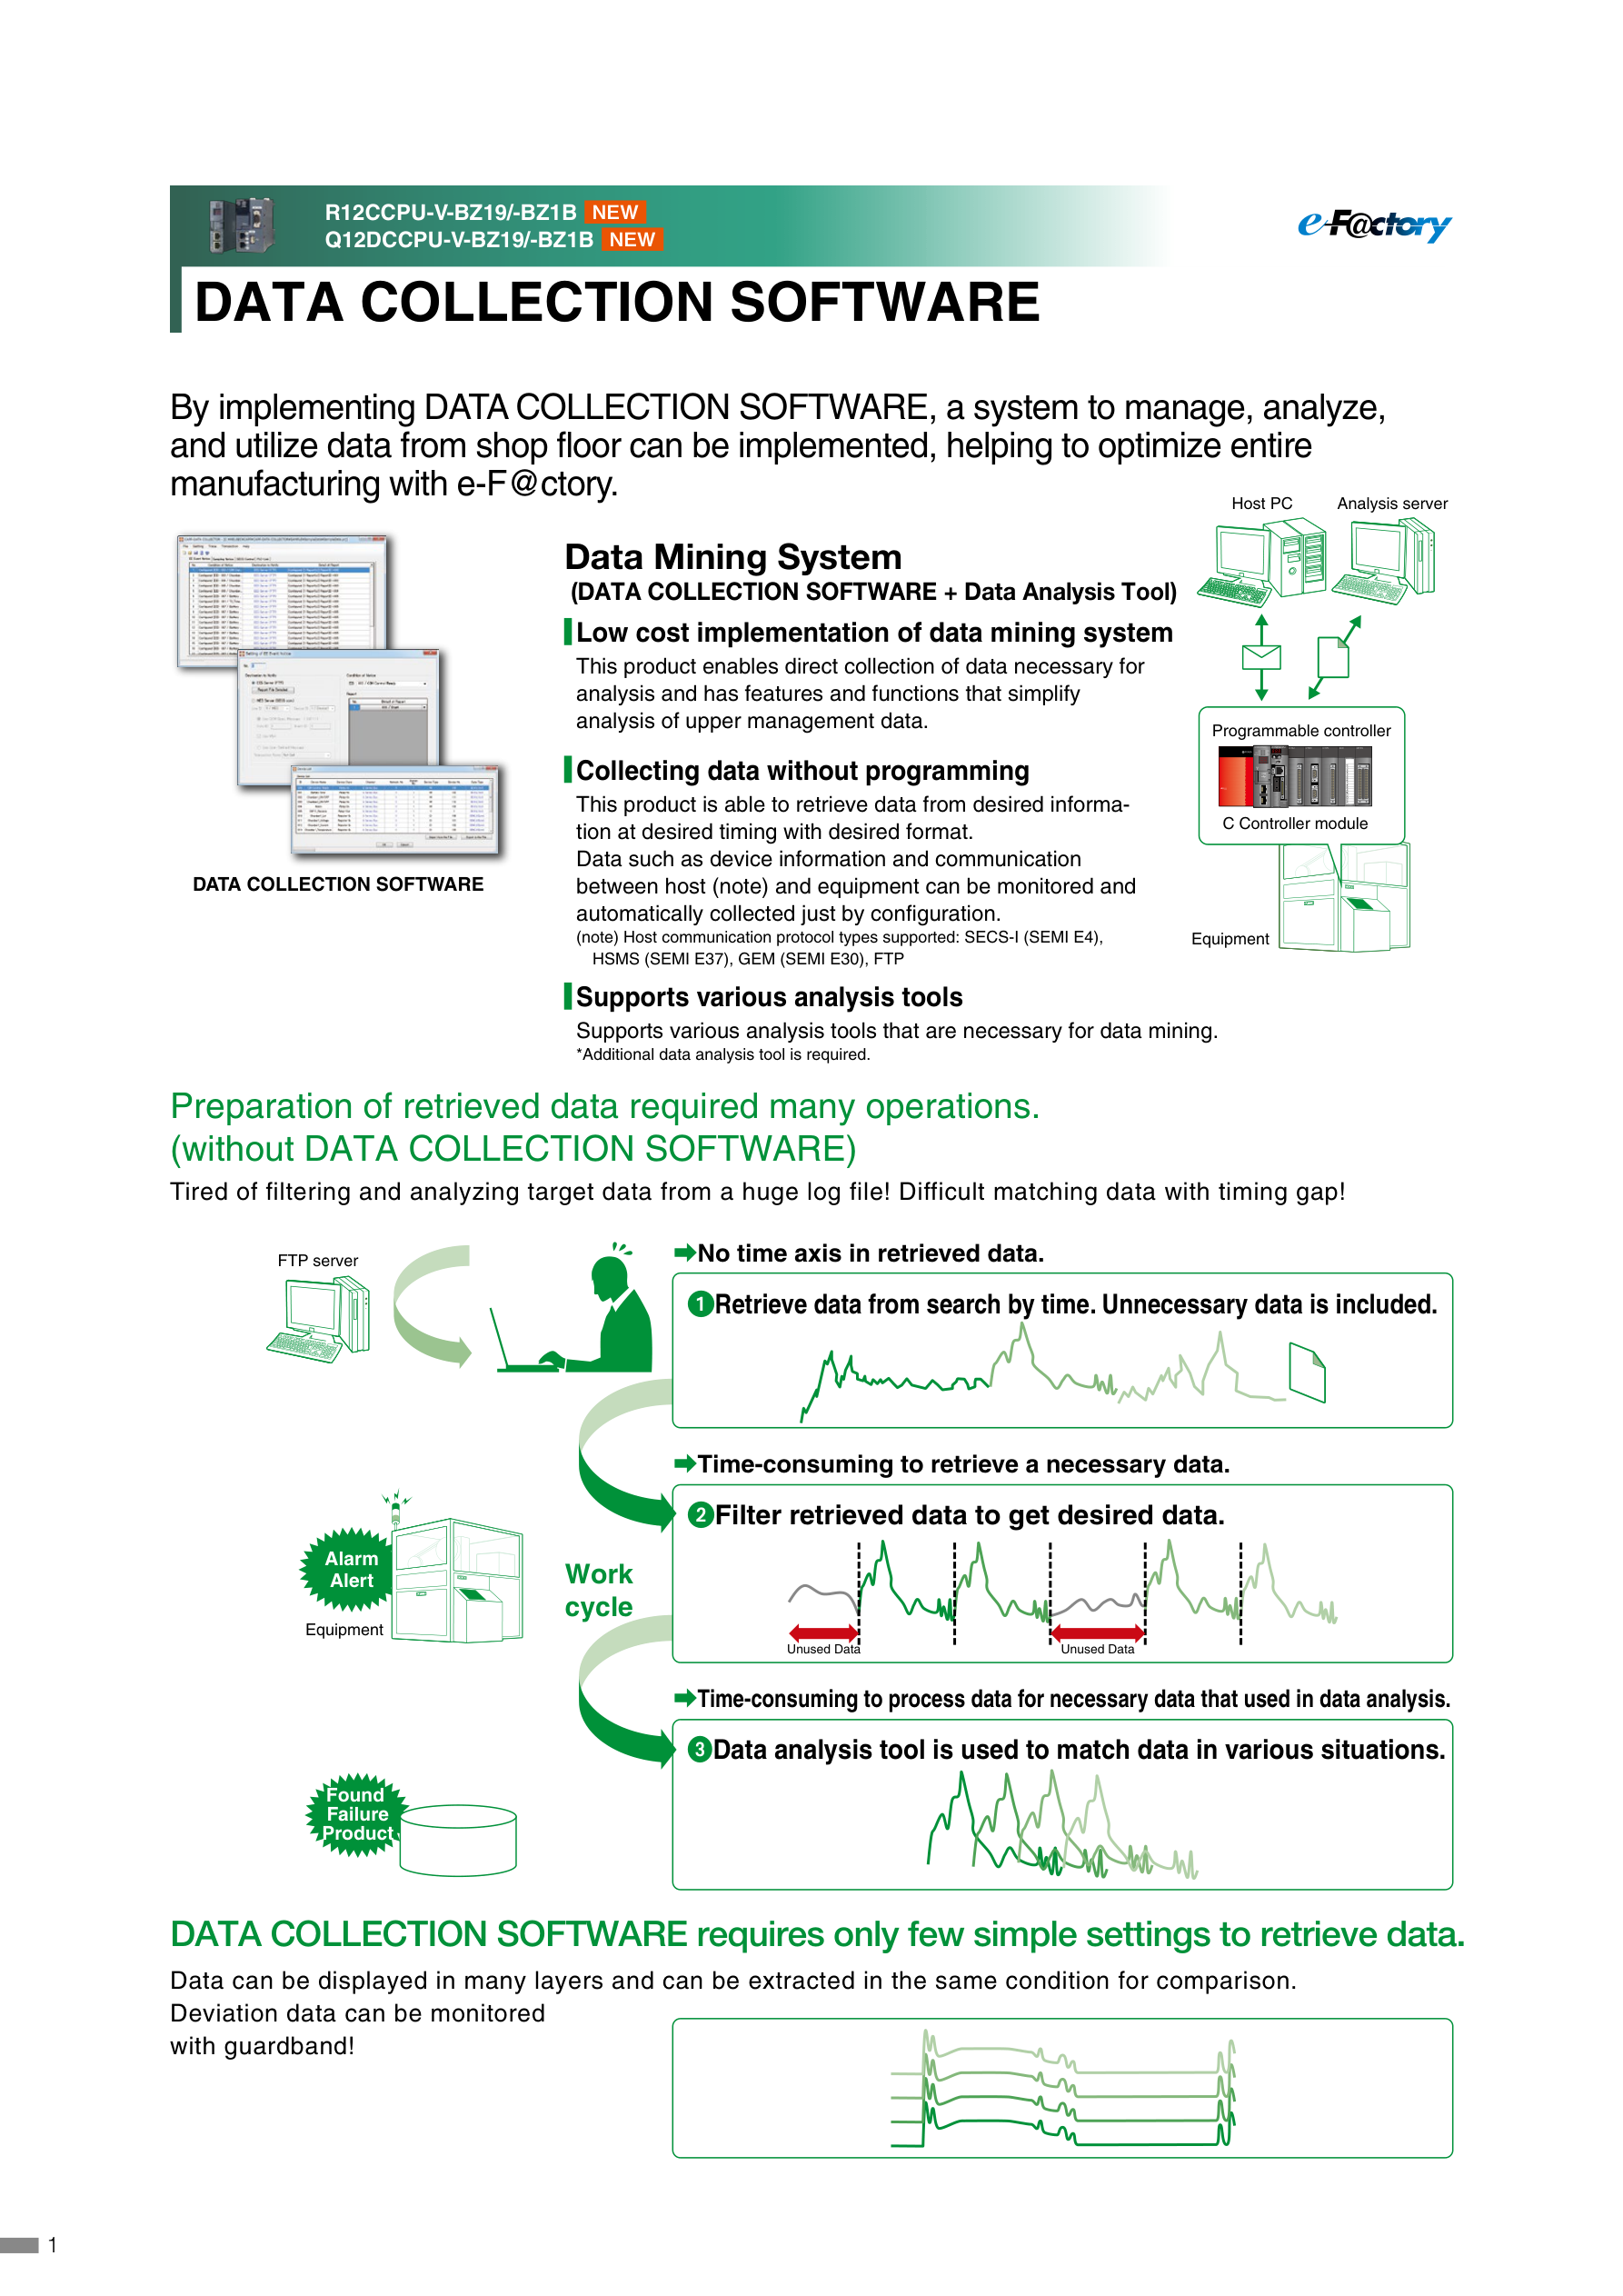 R12CCPU-V-BZ19/-BZ1B NEW
Q12DCCPU-V-BZ19/-BZ1B NEW
e-F@ctory
DATA COLLECTION SOFTWARE
By implementing DATA COLLECTION SOFTWARE, a system to manage, analyze,
and utilize data from shop floor can be implemented, helping to optimize entire
manufacturing with e-F@ctory.
Host PC
Analysis server
Data Mining System
(DATA COLLECTION SOFTWARE + Data Analysis Tool)
Low cost implementation of data mining system
This product enables direct collection of data necessary for
analysis and has features and functions that simplify
analysis of upper management data.
Programmable controller
C Controller module
Equipment
Collecting data without programming
This product is able to retrieve data from desired informa-
tion at desired timing with desired format.
Data such as device information and communication
between host (note) and equipment can be monitored and
automatically collected just by configuration.
(note) Host communication protocol types supported: SECS-I (SEMI E4),
HSMS (SEMI E37), GEM (SEMI E30), FTP
DATA COLLECTION SOFTWARE
Supports various analysis tools
Supports various analysis tools that are necessary for data mining.
*Additional data analysis tool is required.
Preparation of retrieved data required many operations.
(without DATA COLLECTION SOFTWARE)
Tired of filtering and analyzing target data from a huge log file! Difficult matching data with timing gap!
FTP server
➡No time axis in retrieved data.
❶Retrieve data from search by time. Unnecessary data is included.
➡Time-consuming to retrieve a necessary data.
❷Filter retrieved data to get desired data.
Alarm
Alert
Equipment
Work
cycle
Unused Data
Unused Data
➡Time-consuming to process data for necessary data that used in data analysis.
❸Data analysis tool is used to match data in various situations.
Found
Failure
Product
DATA COLLECTION SOFTWARE requires only few simple settings to retrieve data.
Data can be displayed in many layers and can be extracted in the same condition for comparison.
Deviation data can be monitored
with guardband!
1